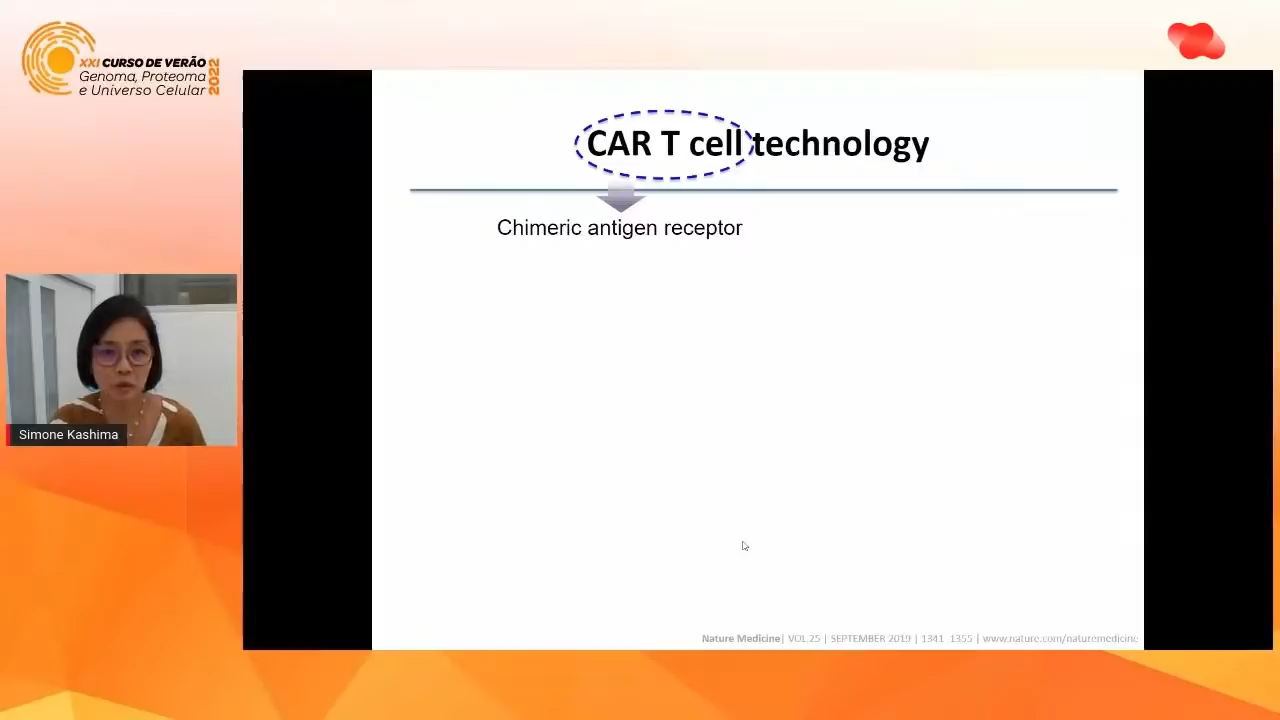 XXI CURSO DE VERÃO
Genoma, Proteoma
e Universo Celular
2022
CAR T cell technology
Chimeric antigen receptor
Simone Kashima
Nature Medicine| VOL 25 | SEPTEMBER 2019 | 1341–1355 | www.nature.com/naturemedicine